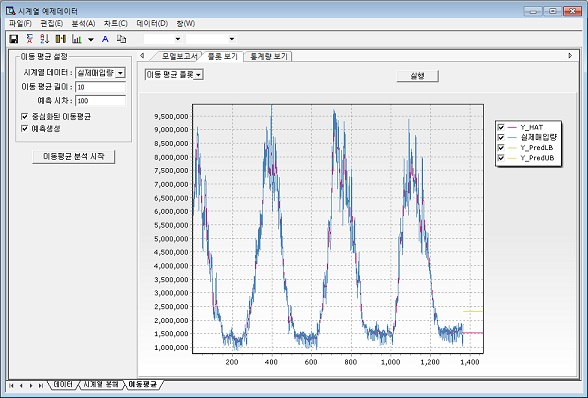 시계열 예제데이터
파일(F) 편집(E) 분석(A) 차트(C) 데이터(D) 창(W)
이동 평균 설정
시계열 데이터 : 실제매입량
이동 평균 길이 : 10
예측 시차 : 100
중심화된 이동평균
예측생성
이동평균 분석 시작
모델보고서 플롯 보기 통계량 보기
이동 평균 플롯 실행
9,500,000
9,000,000
8,500,000
8,000,000
7,500,000
7,000,000
6,500,000
6,000,000
5,500,000
5,000,000
4,500,000
4,000,000
3,500,000
3,000,000
2,500,000
2,000,000
1,500,000
1,000,000
200 400 600 800 1,000 1,200 1,400
Y_HAT
실제매입량
Y_PredLB
Y_PredUB
데이터 시계열 분해 이동평균